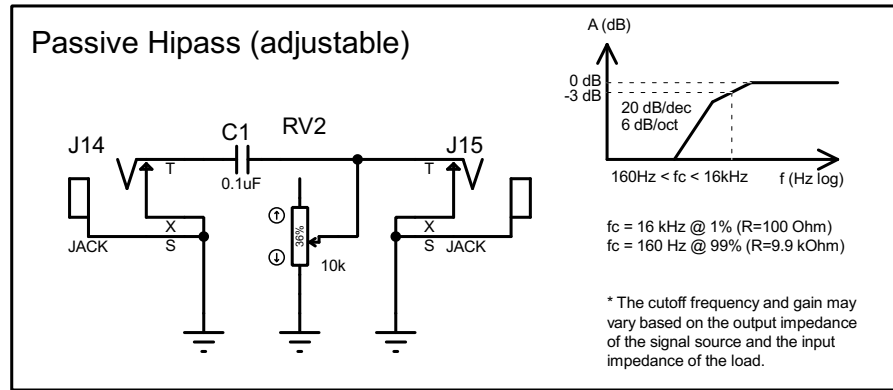 Passive Hipass (adjustable)
J14
C1
RV2
J15
T
0.1uF
T
X
S
JACK
36%
10k
X
S
JACK
A (dB)
0 dB
-3 dB
20 dB/dec
6 dB/oct
160Hz < fc < 16kHz
f (Hz log)
fc = 16 kHz @ 1% (R=100 Ohm)
fc = 160 Hz @ 99% (R=9.9 kOhm)
* The cutoff frequency and gain may
vary based on the output impedance
of the signal source and the input
impedance of the load.